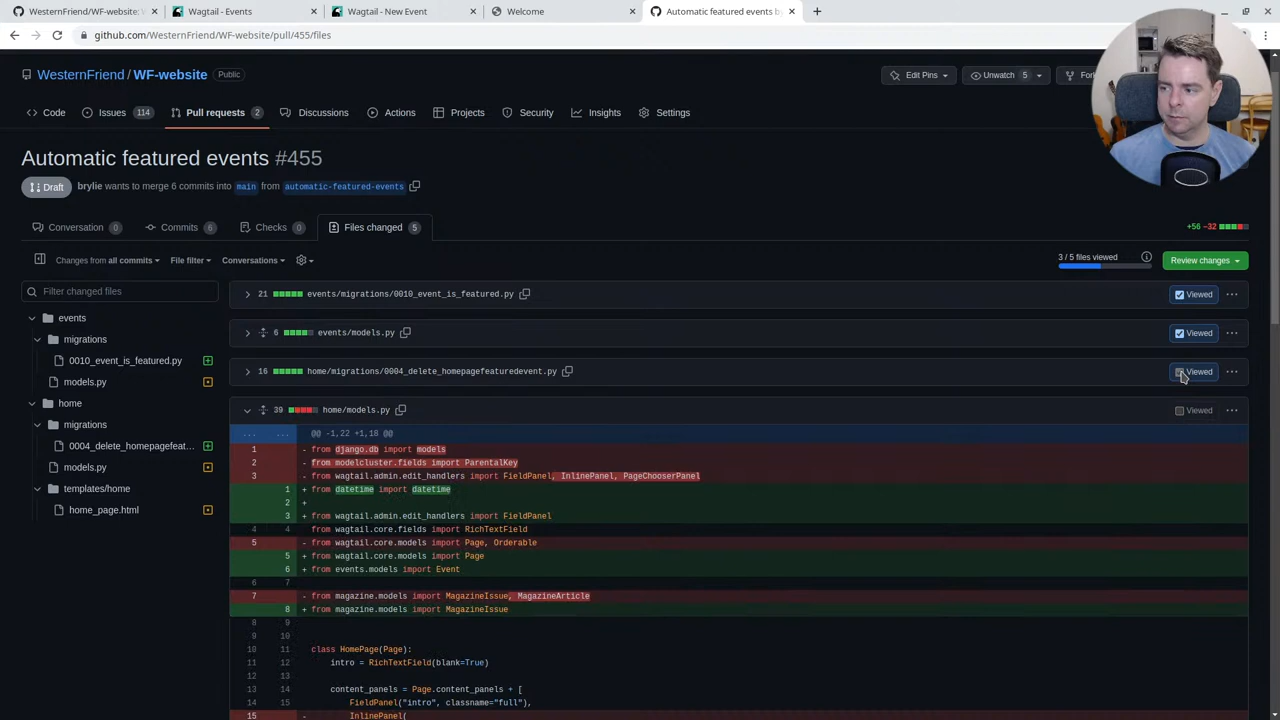 WesternFriend/WF-website:
Wagtail - Events
Wagtail - New Event
Welcome
Automatic featured events b
github.com/WesternFriend/WF-website/pull/455/files
WesternFriend / WF-website Public
Edit Pins
Unwatch 5
Fork
Code
Issues 114
Pull requests 2
Discussions
Actions
Projects
Security
Insights
Settings
Automatic featured events #455
Draft brylie wants to merge 6 commits into main from automatic-featured-events
Conversation 0
Commits 6
Checks 0
Files changed 5
+56 −32
Changes from all commits
File filter
Conversations
3 / 5 files viewed
Review changes
Filter changed files
events
migrations
0010_event_is_featured.py
models.py
home
migrations
0004_delete_homepagefeat...
models.py
templates/home
home_page.html
21 events/migrations/0010_event_is_featured.py Viewed
6 events/models.py Viewed
16 home/migrations/0004_delete_homepagefeaturedevent.py Viewed
39 home/models.py Viewed
... ... @@ -1,22 +1,18 @@
1 - from django.db import models
2 - from modelcluster.fields import ParentalKey
3 - from wagtail.admin.edit_handlers import FieldPanel, InlinePanel, PageChooserPanel
1 + from datetime import datetime
2 +
3 + from wagtail.admin.edit_handlers import FieldPanel
4 4 from wagtail.core.fields import RichTextField
5 - from wagtail.core.models import Page, Orderable
5 + from wagtail.core.models import Page
6 + from events.models import Event
6 7
7 - from magazine.models import MagazineIssue, MagazineArticle
8 + from magazine.models import MagazineIssue
8 9
9 10
10 11 class HomePage(Page):
11 12 intro = RichTextField(blank=True)
12 13
13 14 content_panels = Page.content_panels + [
14 15 FieldPanel("intro", classname="full"),
15 - InlinePanel(